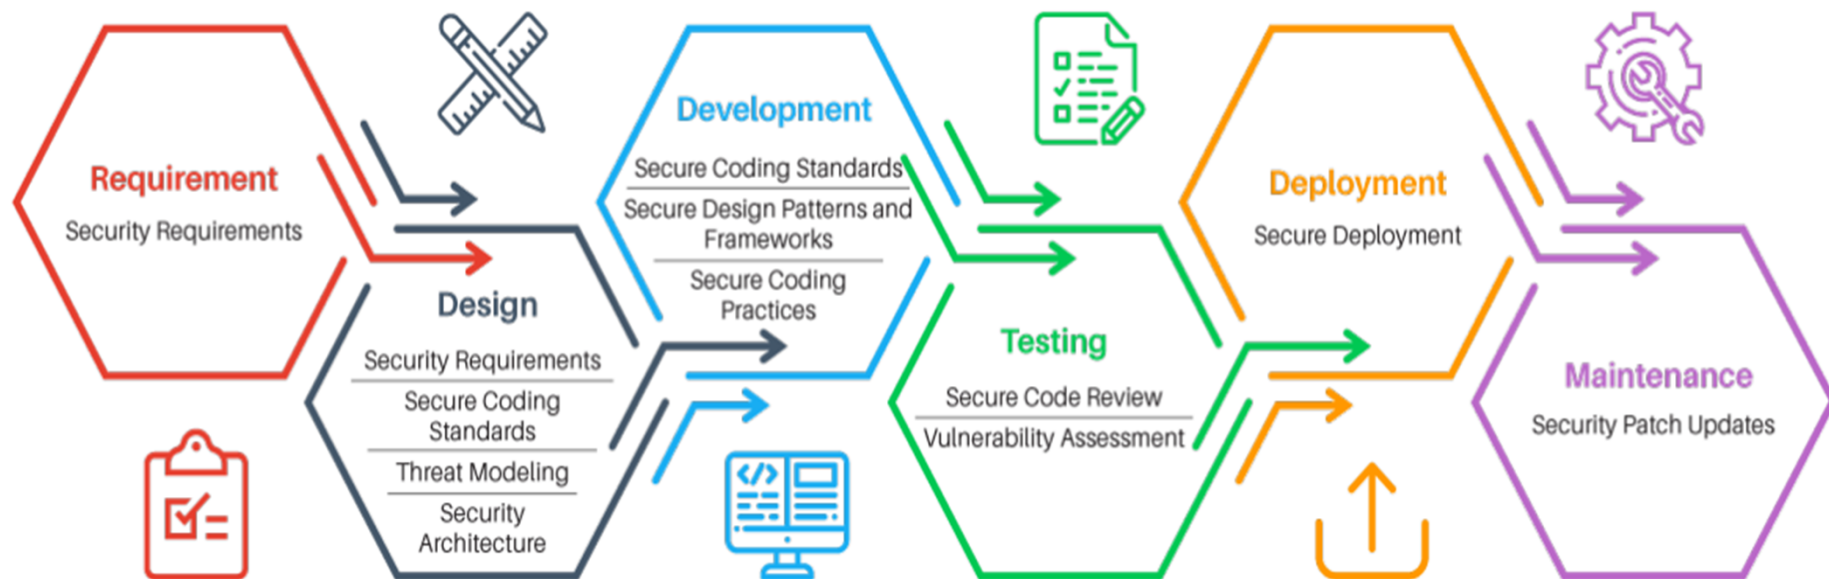 Requirement
Security Requirements
Design
Security Requirements
Secure Coding
Standards
Threat Modeling
Security
Architecture
Development
Secure Coding Standards
Secure Design Patterns and
Frameworks
Secure Coding
Practices
Testing
Secure Code Review
Vulnerability Assessment
Deployment
Secure Deployment
Maintenance
Security Patch Updates